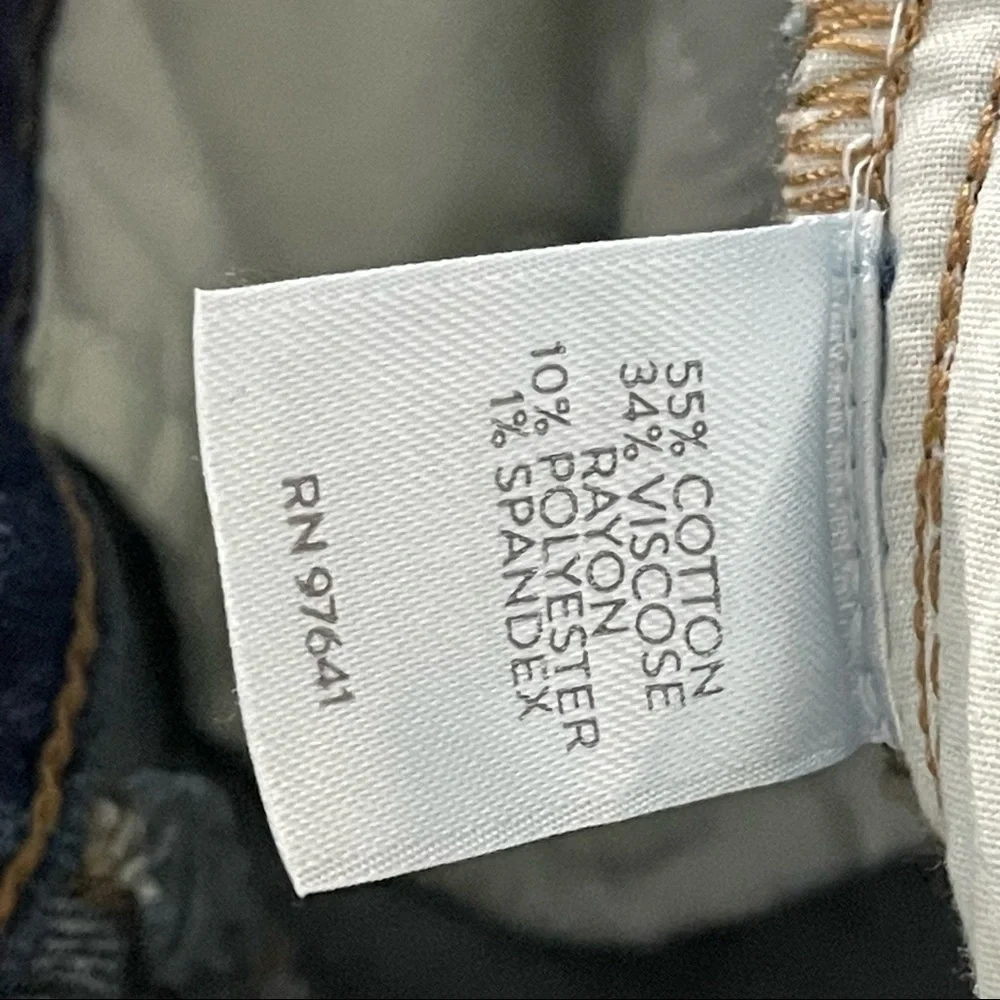 55% COTTON
34% VISCOSE
RAYON
10% POLYESTER
1% SPANDEX
RN 97641